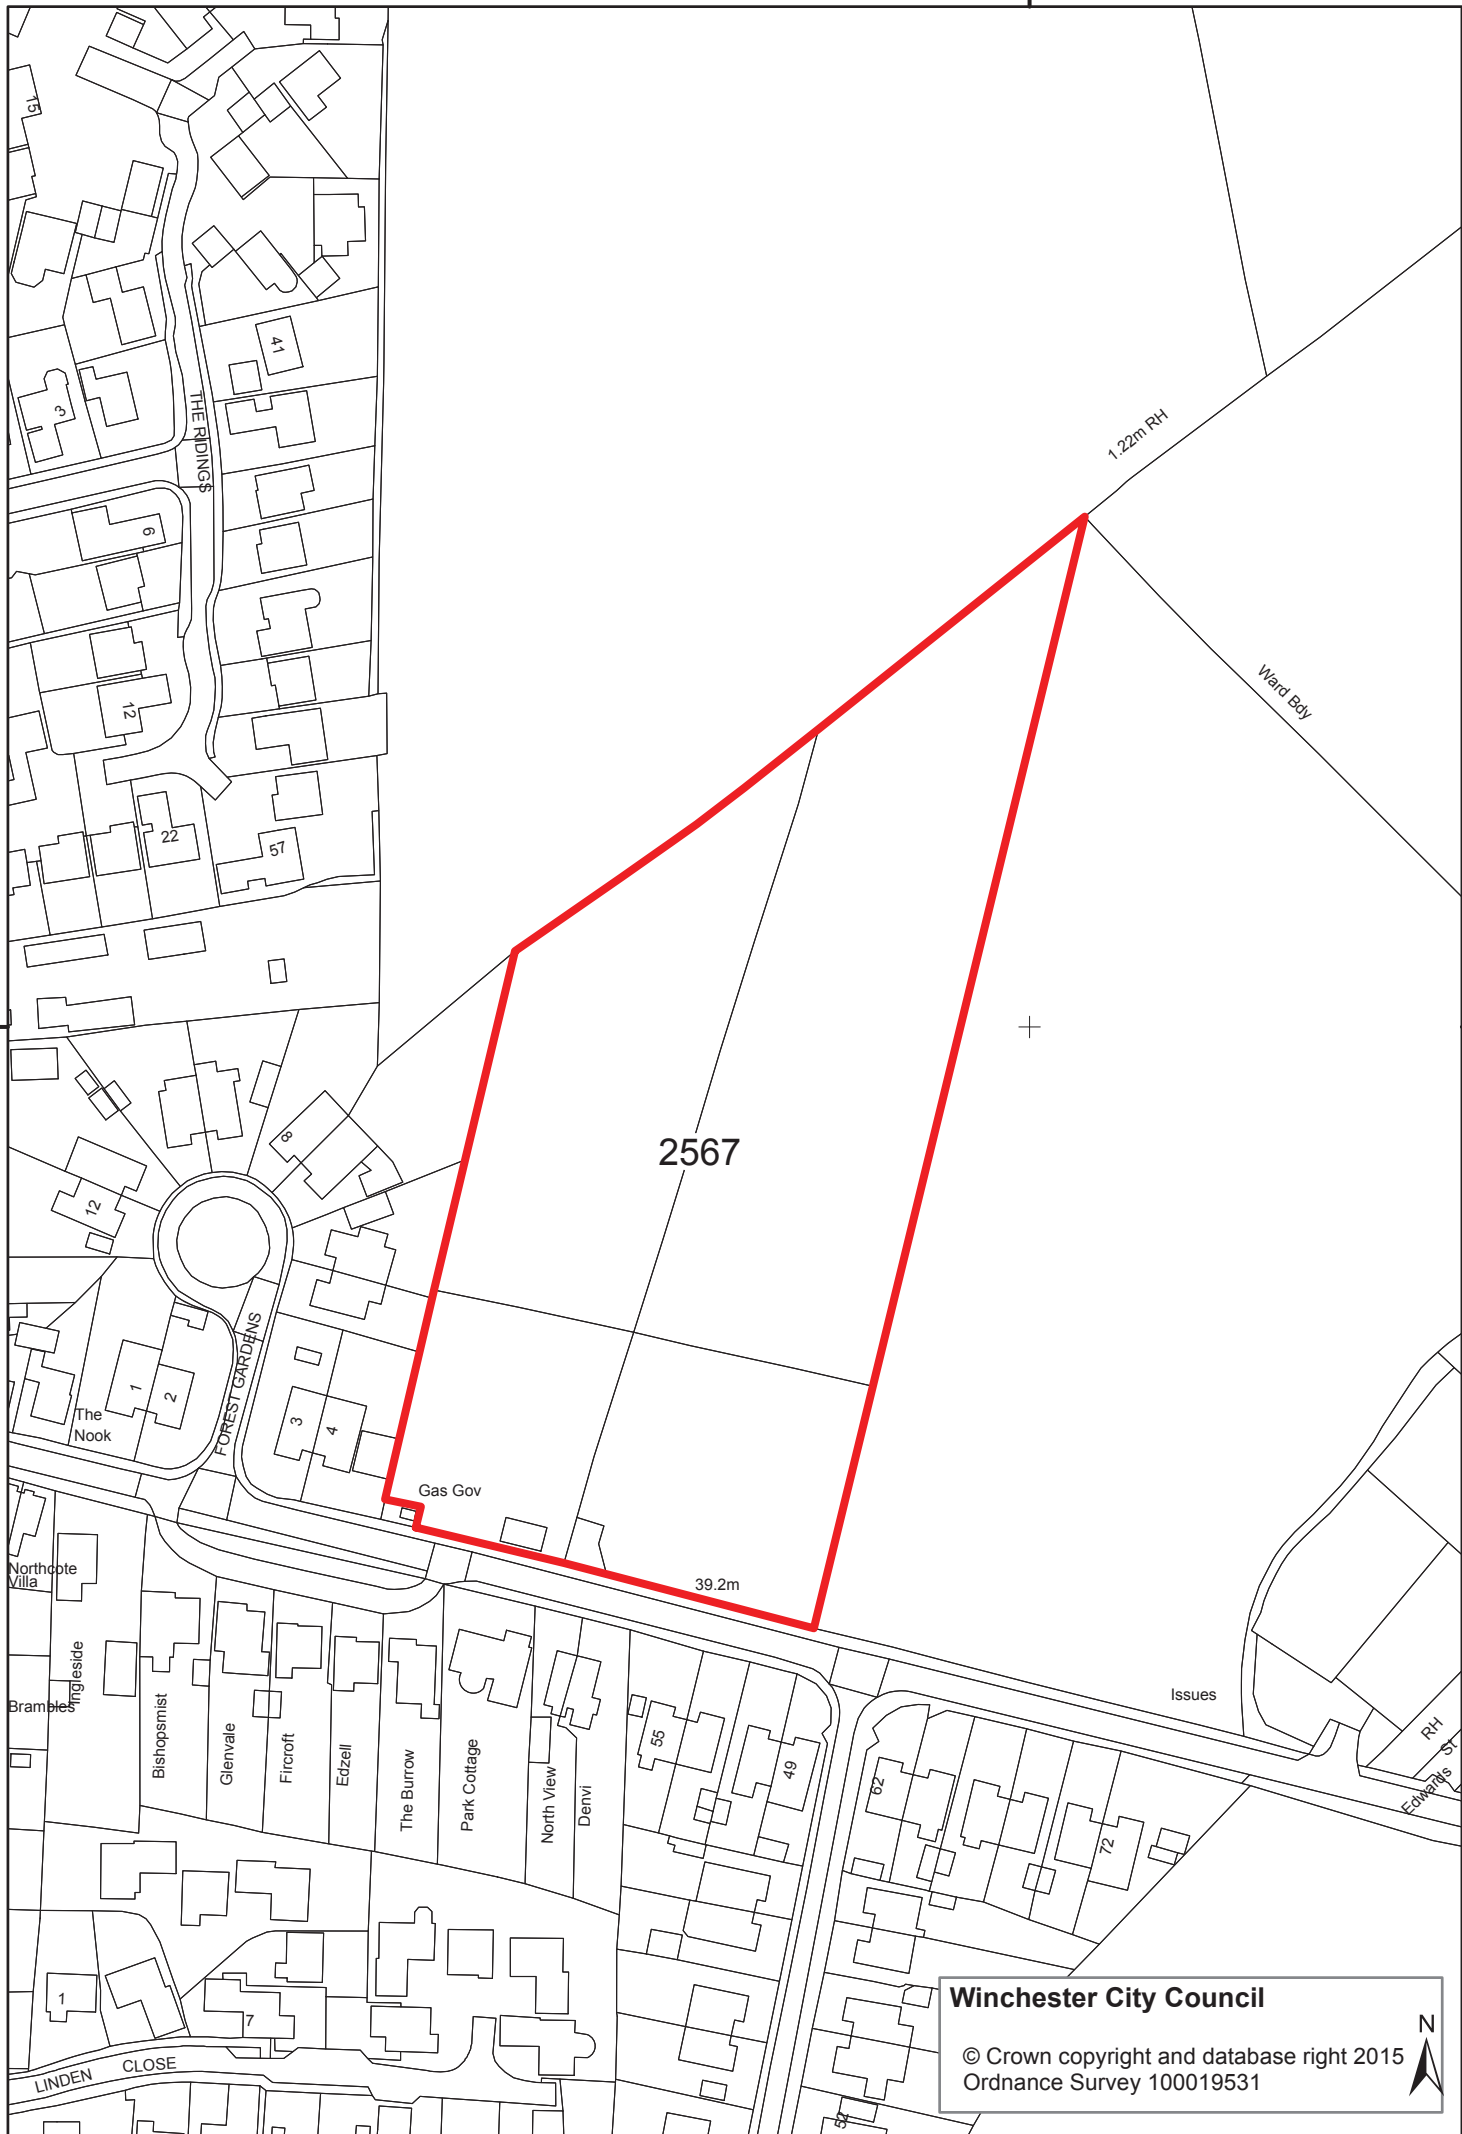 15
41
THE RIDINGS
3
1.22m RH
6
Ward Bdy
12
22
57
2567
8
12
FOREST GARDENS
1
2
The
Nook
3
4
Gas Gov
39.2m
Northcote
Villa
Ingleside
Brambles
Bishopsmist
Glenvale
Fircroft
Edzell
The Burrow
Park Cottage
North View
Denvi
55
49
62
72
Issues
RH
St
Edwards
1
7
LINDEN CLOSE
52
Winchester City Council
N
© Crown copyright and database right 2015
Ordnance Survey 100019531